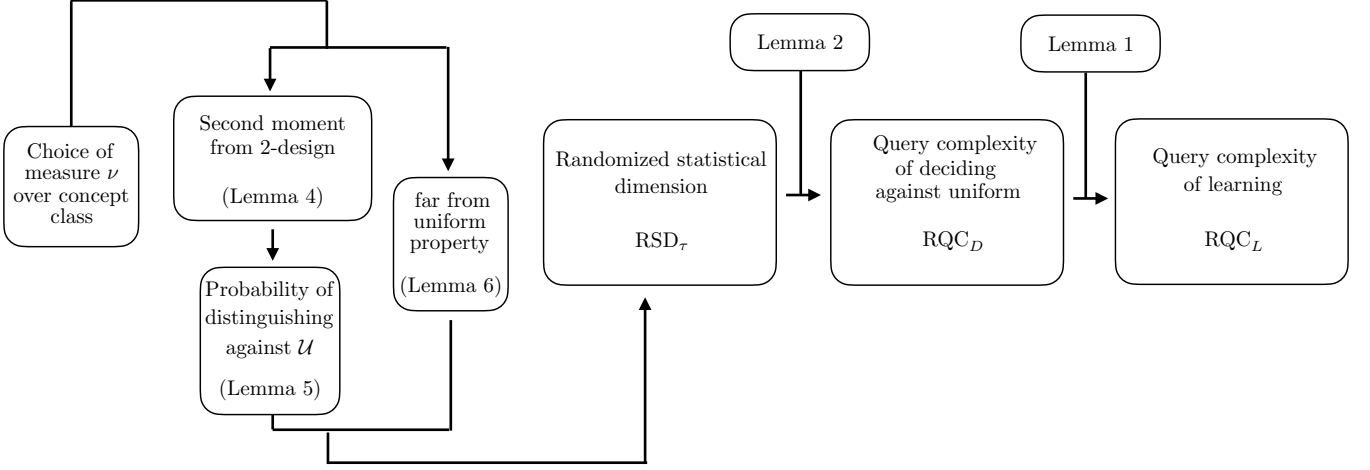 Choice of
measure ν
over concept
class
Second moment
from 2-design
(Lemma 4)
far from
uniform
property
(Lemma 6)
Probability of
distinguishing
against 𝒰
(Lemma 5)
Randomized statistical
dimension
RSD_τ
Lemma 2
Query complexity
of deciding
against uniform
RQC_D
Lemma 1
Query complexity
of learning
RQC_L